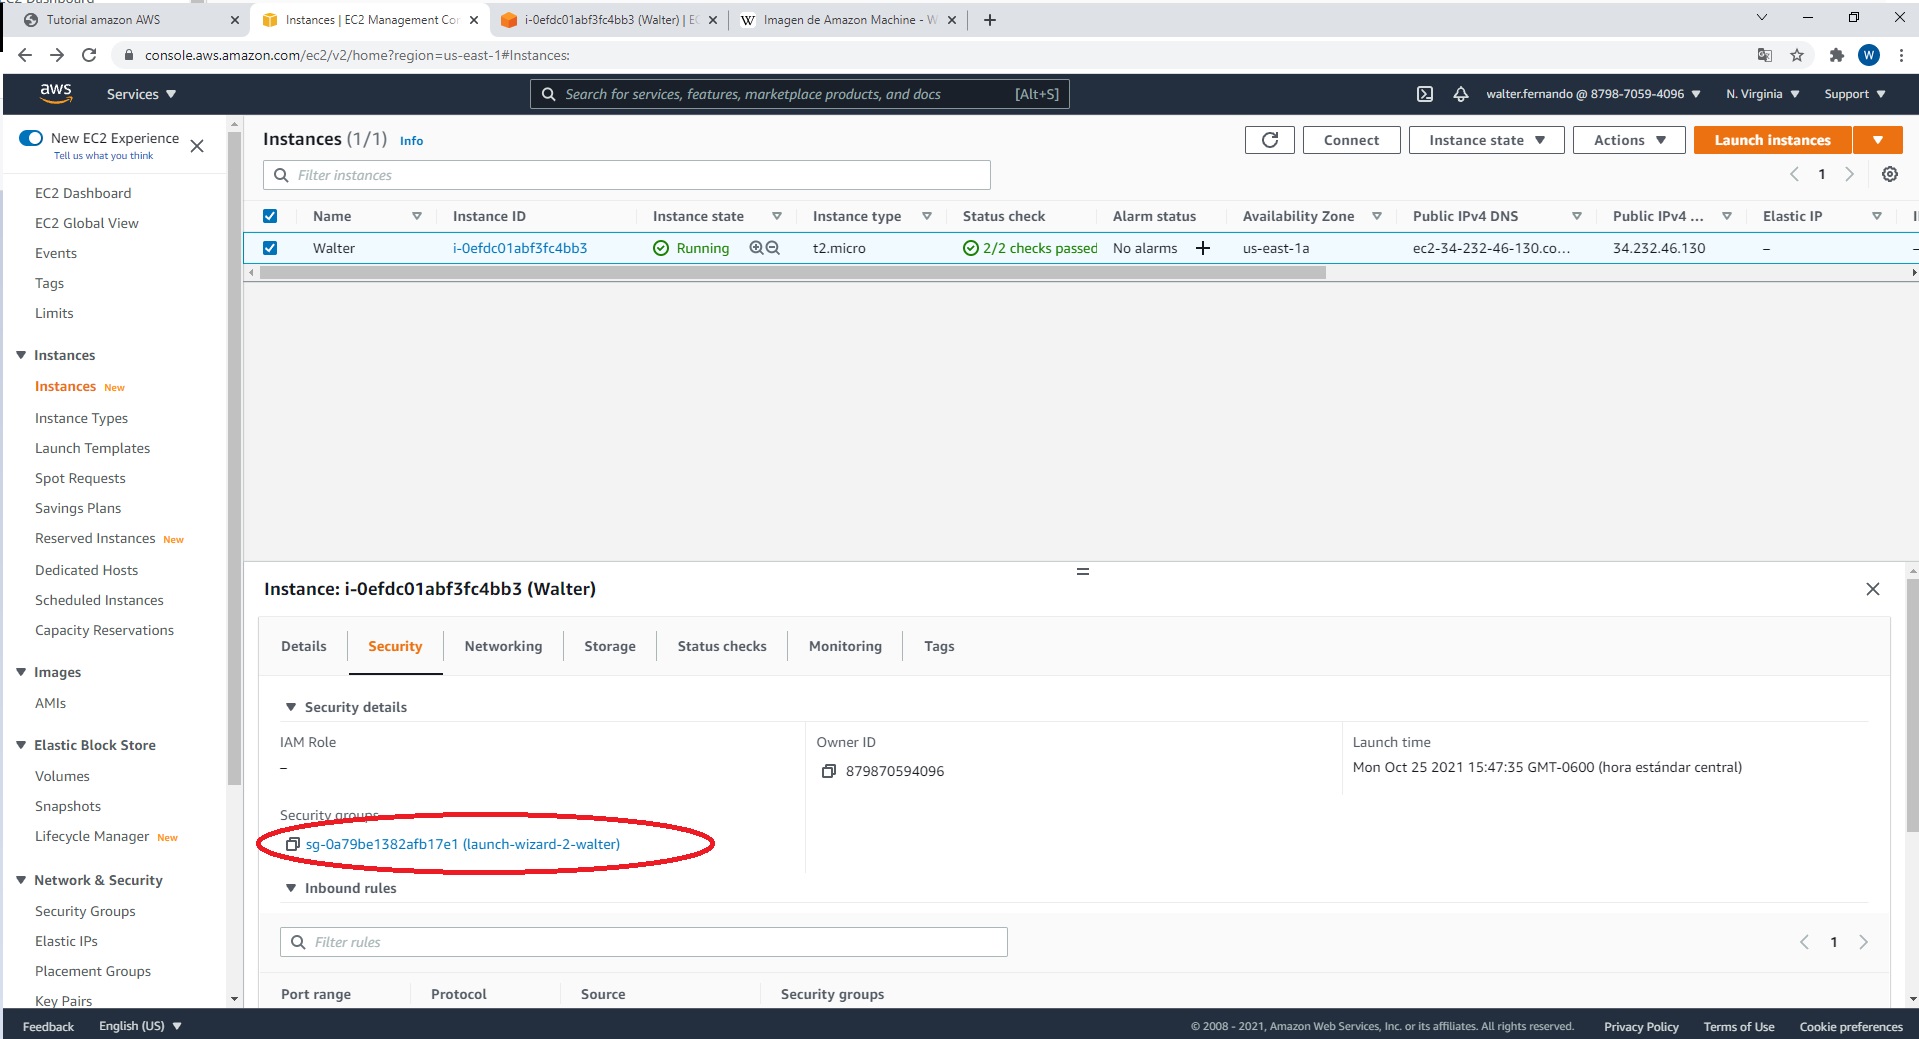 Tutorial amazon AWS
Instances | EC2 Management Con
i-0efdc01abf3fc4bb3 (Walter) | EC
W Imagen de Amazon Machine - W
console.aws.amazon.com/ec2/v2/home?region=us-east-1#Instances:
W
aws Services Search for services, features, marketplace products, and docs [Alt+S] walter.fernando @ 8798-7059-4096 N. Virginia Support
New EC2 Experience
Tell us what you think
EC2 Dashboard
EC2 Global View
Events
Tags
Limits
Instances
Instances New
Instance Types
Launch Templates
Spot Requests
Savings Plans
Reserved Instances New
Dedicated Hosts
Scheduled Instances
Capacity Reservations
Images
AMIs
Elastic Block Store
Volumes
Snapshots
Lifecycle Manager New
Network & Security
Security Groups
Elastic IPs
Placement Groups
Key Pairs
Instances (1/1) Info
Connect Instance state Actions Launch instances
Filter instances 1
Name Instance ID Instance state Instance type Status check Alarm status Availability Zone Public IPv4 DNS Public IPv4 ... Elastic IP
Walter i-0efdc01abf3fc4bb3 Running t2.micro 2/2 checks passed No alarms + us-east-1a ec2-34-232-46-130.co... 34.232.46.130 –
Instance: i-0efdc01abf3fc4bb3 (Walter)
Details Security Networking Storage Status checks Monitoring Tags
Security details
IAM Role
–
Owner ID
879870594096
Launch time
Mon Oct 25 2021 15:47:35 GMT-0600 (hora estándar central)
Security groups
sg-0a79be1382afb17e1 (launch-wizard-2-walter)
Inbound rules
Filter rules 1
Port range Protocol Source Security groups
Feedback English (US) © 2008 - 2021, Amazon Web Services, Inc. or its affiliates. All rights reserved. Privacy Policy Terms of Use Cookie preferences